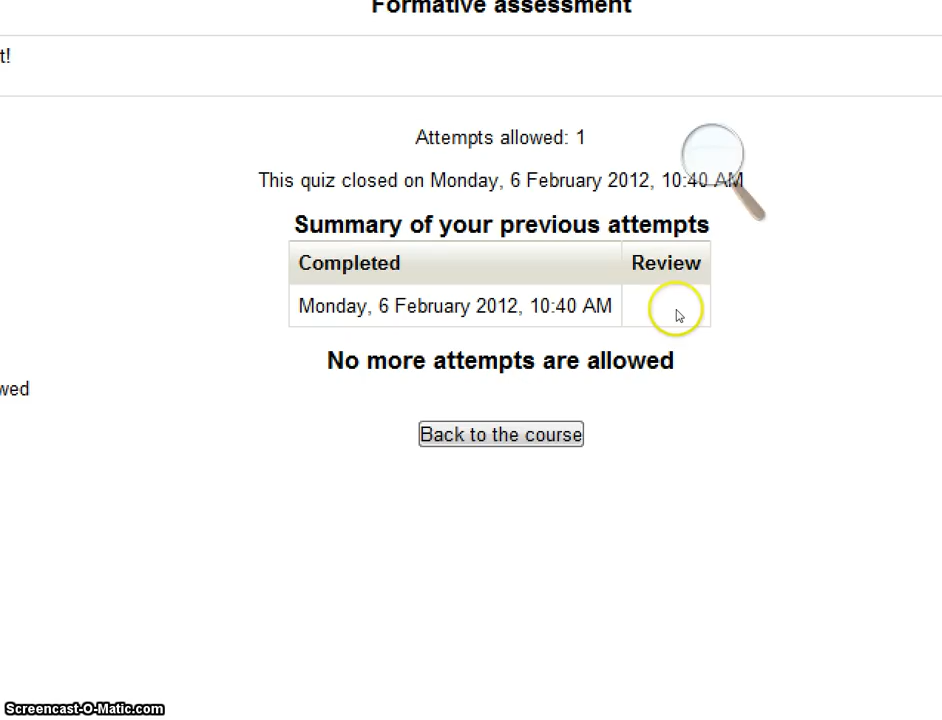 Formative assessment
t!
Attempts allowed: 1
This quiz closed on Monday, 6 February 2012, 10:40 AM
Summary of your previous attempts
Completed Review
Monday, 6 February 2012, 10:40 AM
No more attempts are allowed
wed
Back to the course
Screencast-O-Matic.com